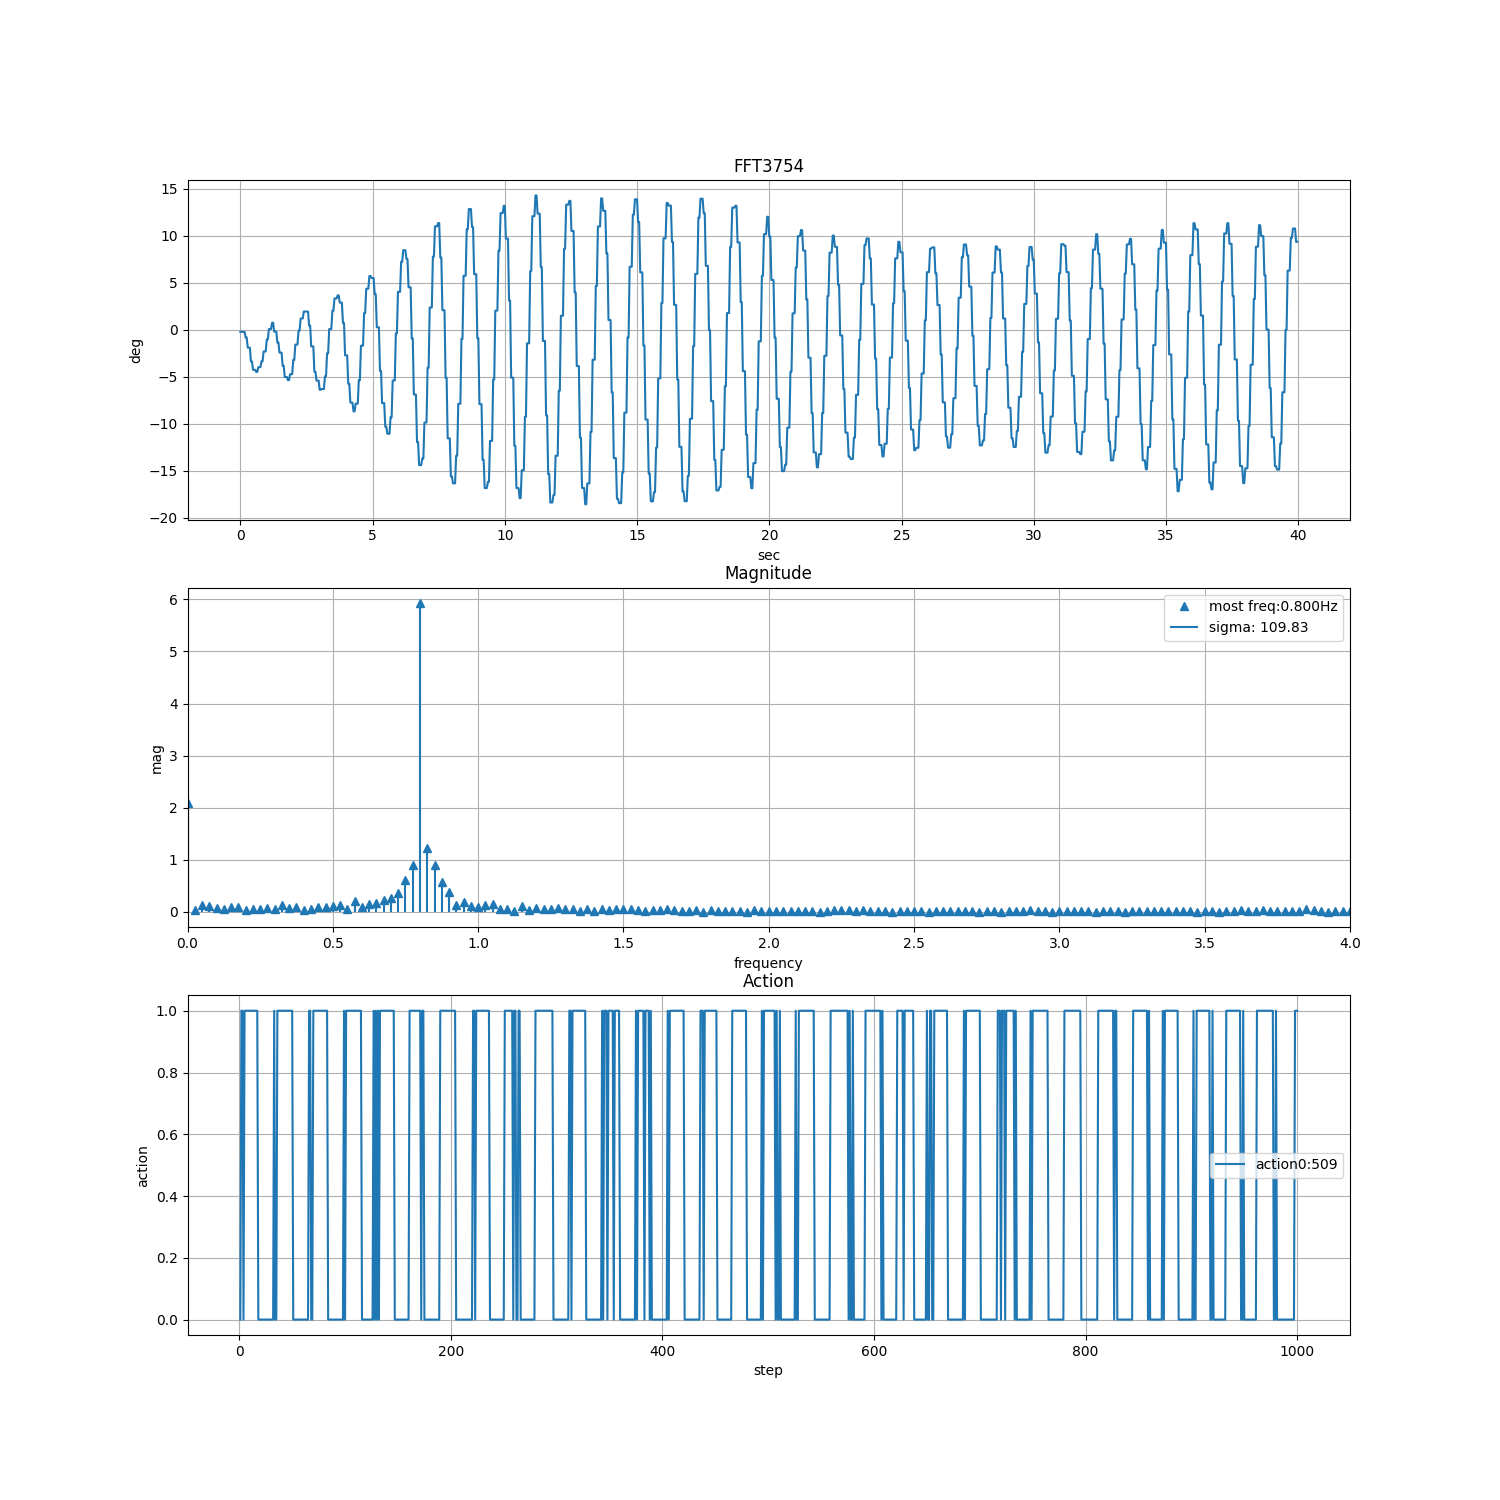 FFT3754
15
10
5
0
−5
−10
−15
−20
deg
0 5 10 15 20 25 30 35 40
sec
Magnitude
6
5
4
3
2
1
0
mag
most freq:0.800Hz
sigma: 109.83
0.0 0.5 1.0 1.5 2.0 2.5 3.0 3.5 4.0
frequency
Action
1.0
0.8
0.6
0.4
0.2
0.0
action
action0:509
0 200 400 600 800 1000
step